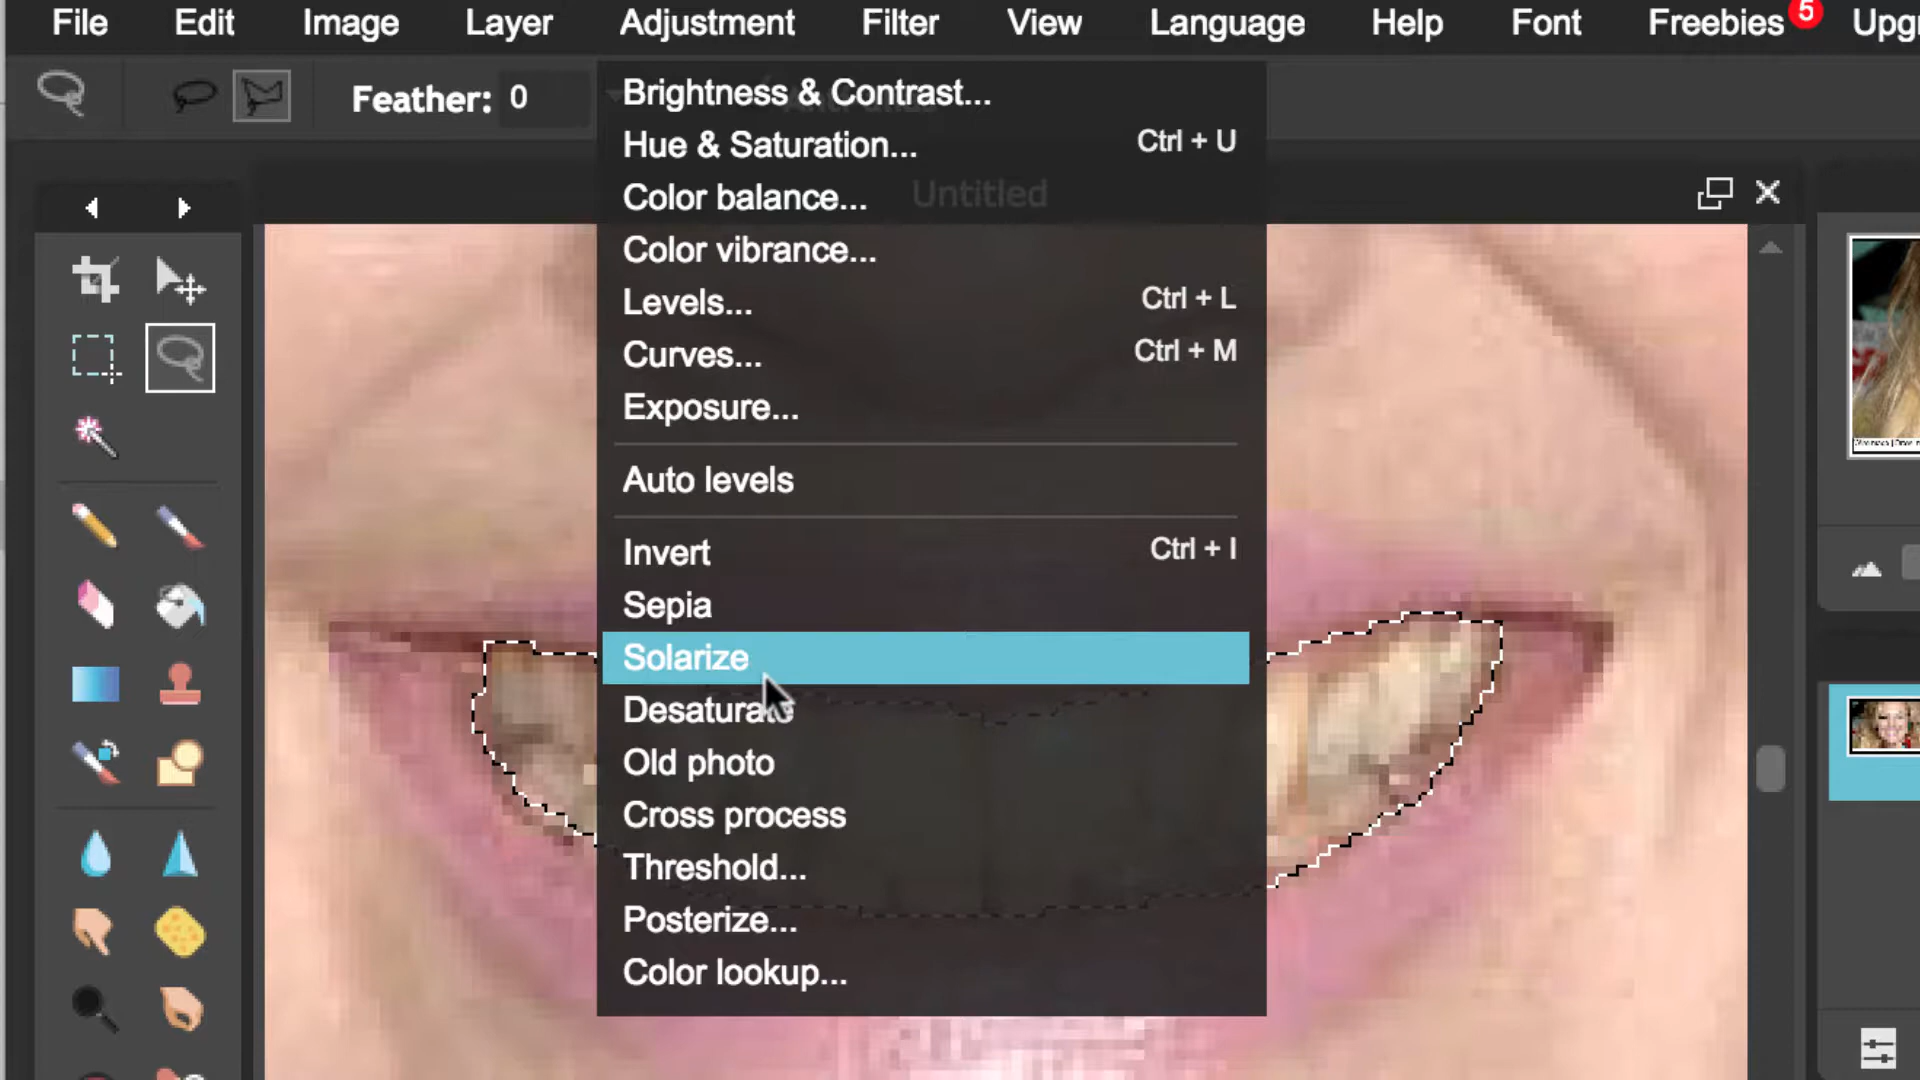 File Edit Image Layer Adjustment Filter View Language Help Font Freebies 5 Upgr
Feather: 0
Brightness & Contrast...
Hue & Saturation... Ctrl + U
Color balance...
Untitled
Color vibrance...
Levels... Ctrl + L
Curves... Ctrl + M
Exposure...
Auto levels
Invert Ctrl + I
Sepia
Solarize
Desaturate
Old photo
Cross process
Threshold...
Posterize...
Color lookup...